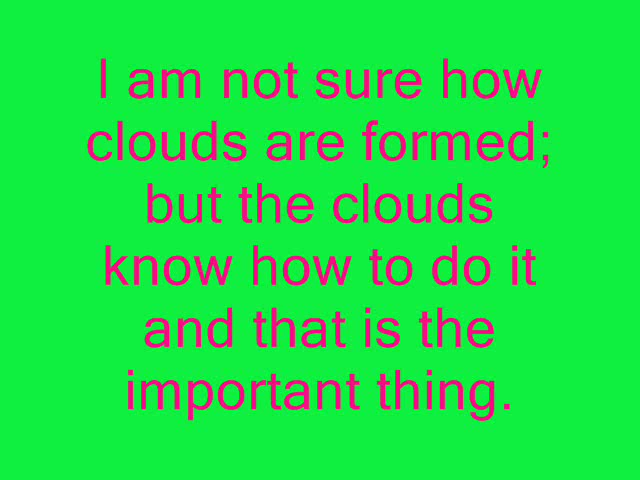 I am not sure how
clouds are formed;
but the clouds
know how to do it
and that is the
important thing.